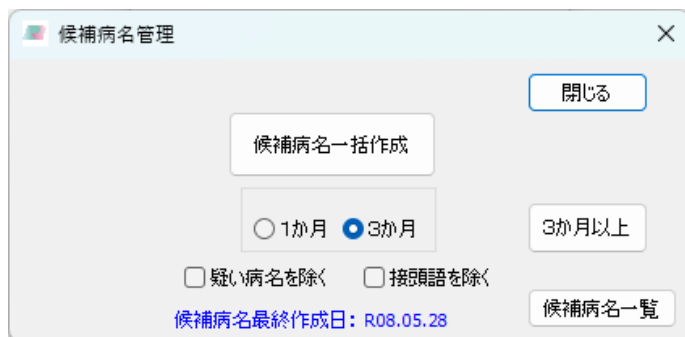 候補病名管理
閉じる
候補病名一括作成
1か月 3か月 3か月以上
疑い病名を除く 接頭語を除く
候補病名一覧
候補病名最終作成日: R08.05.28